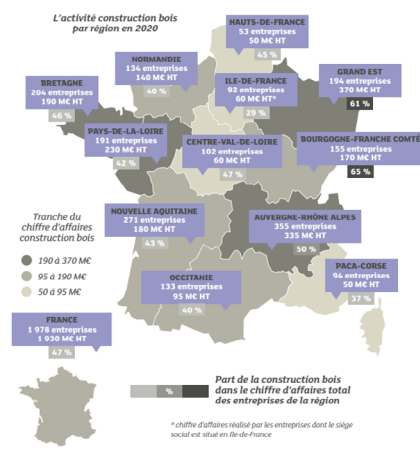 L'activité construction bois
par région en 2020
HAUTS-DE-FRANCE
53 entreprises
50 M€ HT
45 %
NORMANDIE
134 entreprises
140 M€ HT
40 %
ILE-DE-FRANCE
92 entreprises
60 M€ HT*
29 %
GRAND EST
194 entreprises
370 M€ HT
61 %
BRETAGNE
204 entreprises
190 M€ HT
46 %
PAYS-DE-LA-LOIRE
191 entreprises
230 M€ HT
42 %
CENTRE-VAL-DE-LOIRE
102 entreprises
60 M€ HT
47 %
BOURGOGNE-FRANCHE COMTÉ
155 entreprises
170 M€ HT
65 %
Tranche du
chiffre d'affaires
construction bois
190 à 370 M€
95 à 190 M€
50 à 95 M€
NOUVELLE AQUITAINE
271 entreprises
180 M€ HT
43 %
AUVERGNE-RHÔNE ALPES
355 entreprises
335 M€ HT
50 %
OCCITANIE
133 entreprises
95 M€ HT
40 %
PACA-CORSE
94 entreprises
50 M€ HT
37 %
FRANCE
1 978 entreprises
1 930 M€ HT
47 %
%
Part de la construction bois
dans le chiffre d'affaires total
des entreprises de la région
* chiffre d'affaires réalisé par les entreprises dont le siège
social est situé en Ile-de-France